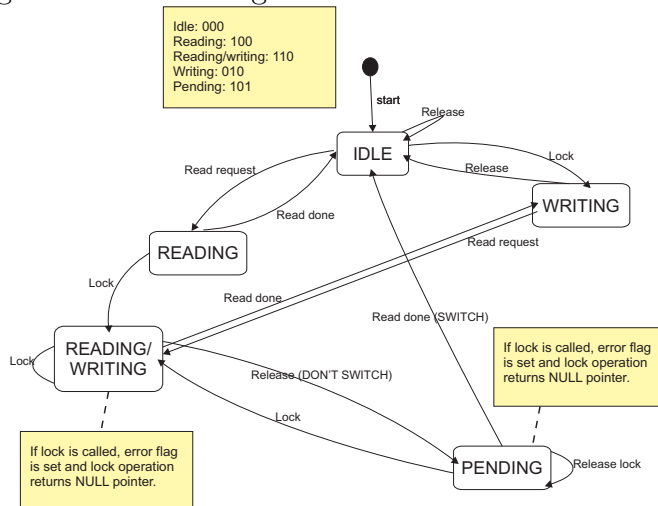 Idle: 000
Reading: 100
Reading/writing: 110
Writing: 010
Pending: 101
start
Release
IDLE
Lock
Read request
Release
WRITING
Read done
Read request
READING
Lock
Read done
Read done (SWITCH)
Lock
READING/
WRITING
Release (DON'T SWITCH)
If lock is called, error flag
is set and lock operation
returns NULL pointer.
Lock
If lock is called, error flag
is set and lock operation
returns NULL pointer.
PENDING
Release lock